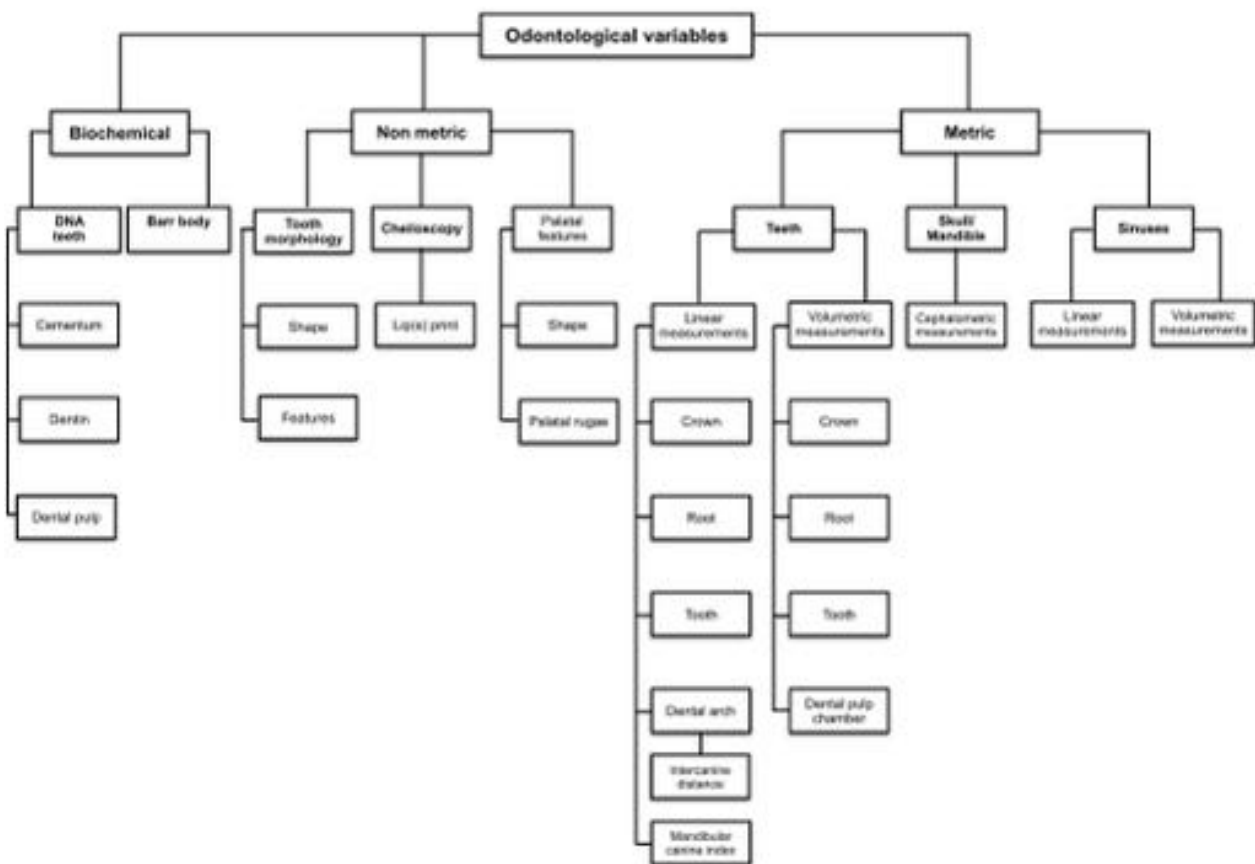 Odontological variables
Biochemical
Non metric
Metric
DNA
teeth
Barr body
Tooth
morphology
Cheiloscopy
Palatal
features
Teeth
Skull/
Mandible
Sinuses
Cementum
Shape
Lip(s) print
Shape
Linear
measurements
Volumetric
measurements
Cephalometric
measurements
Linear
measurements
Volumetric
measurements
Dentin
Features
Palatal rugae
Crown
Crown
Dental pulp
Root
Root
Tooth
Tooth
Dental arch
Dental pulp
chamber
Intercanine
distance
Mandibular
canine index